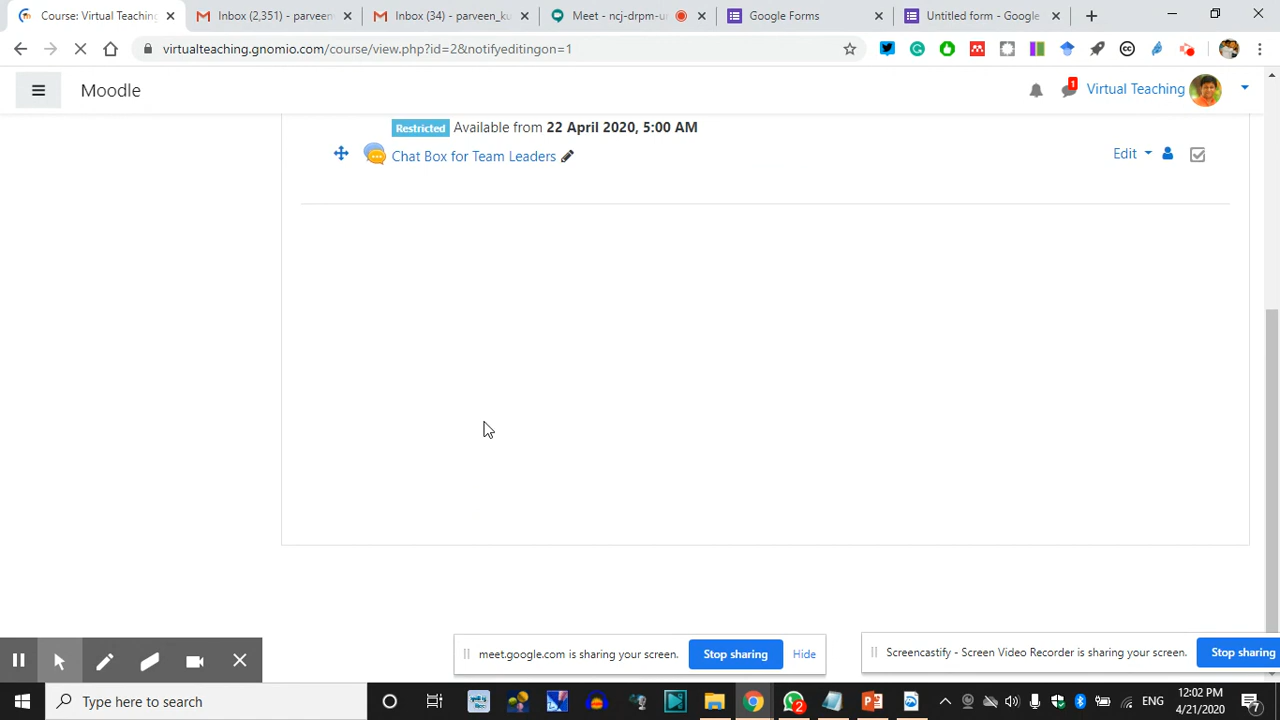 Course: Virtual Teaching
Inbox (2,351) - parveen
Inbox (34) - parveen_ku
Meet - ncj-drpm-u
Google Forms
Untitled form - Google
virtualteaching.gnomio.com/course/view.php?id=2&notifyeditingon=1
Moodle
1
Virtual Teaching
Restricted Available from 22 April 2020, 5:00 AM
Chat Box for Team Leaders
Edit
meet.google.com is sharing your screen.
Stop sharing
Hide
Screencastify - Screen Video Recorder is sharing your screen.
Stop sharing
Type here to search
2
ENG
12:02 PM
4/21/2020
7